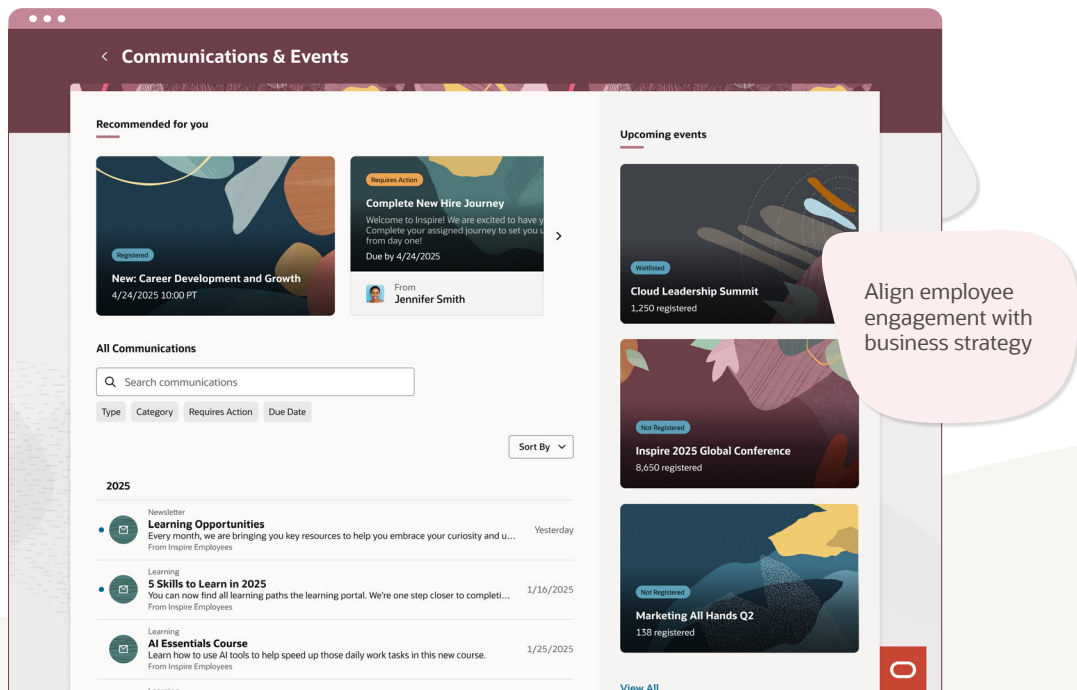 Communications & Events
Recommended for you
Registered
New: Career Development and Growth
4/24/2025 10:00 PT
Requires Action
Complete New Hire Journey
Welcome to Inspire! We are excited to have y
Complete your assigned journey to set you u
from day one!
Due by 4/24/2025
From
Jennifer Smith
All Communications
Search communications
Type
Category
Requires Action
Due Date
Sort By
2025
Newsletter
Learning Opportunities
Yesterday
Every month, we are bringing you key resources to help you embrace your curiosity and u...
From Inspire Employees
Learning
5 Skills to Learn in 2025
1/16/2025
You can now find all learning paths the learning portal. We're one step closer to completi...
From Inspire Employees
Learning
AI Essentials Course
1/25/2025
Learn how to use AI tools to help speed up those daily work tasks in this new course.
From Inspire Employees
Upcoming events
Waitlisted
Cloud Leadership Summit
1,250 registered
Not Registered
Inspire 2025 Global Conference
8,650 registered
Not Registered
Marketing All Hands Q2
138 registered
View All
Align employee
engagement with
business strategy